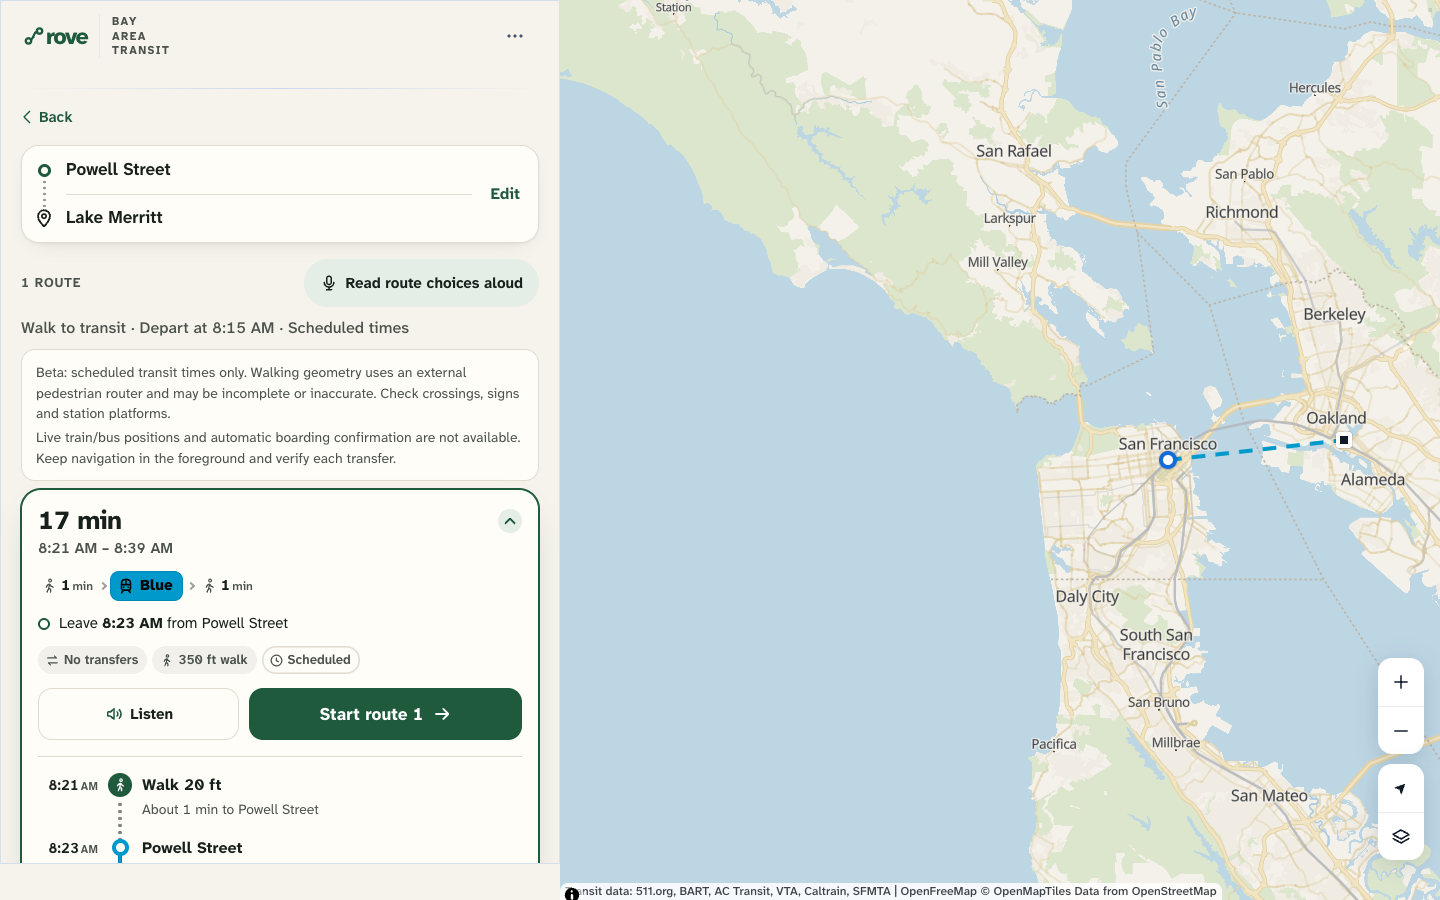 rove
BAY
AREA
TRANSIT
Back
Powell Street
Edit
Lake Merritt
1 ROUTE
Read route choices aloud
Walk to transit · Depart at 8:15 AM · Scheduled times
Beta: scheduled transit times only. Walking geometry uses an external
pedestrian router and may be incomplete or inaccurate. Check crossings, signs
and station platforms.
Live train/bus positions and automatic boarding confirmation are not available.
Keep navigation in the foreground and verify each transfer.
17 min
8:21 AM – 8:39 AM
1 min
Blue
1 min
Leave 8:23 AM from Powell Street
No transfers
350 ft walk
Scheduled
Listen
Start route 1
8:21 AM
Walk 20 ft
About 1 min to Powell Street
8:23 AM
Powell Street
Station
San Pablo Bay
Hercules
San Rafael
San Pablo
Richmond
Larkspur
Mill Valley
Berkeley
Oakland
San Francisco
Alameda
Daly City
South San
Francisco
San Bruno
Pacifica
Millbrae
San Mateo
ansit data: 511.org, BART, AC Transit, VTA, Caltrain, SFMTA | OpenFreeMap © OpenMapTiles Data from OpenStreetMap